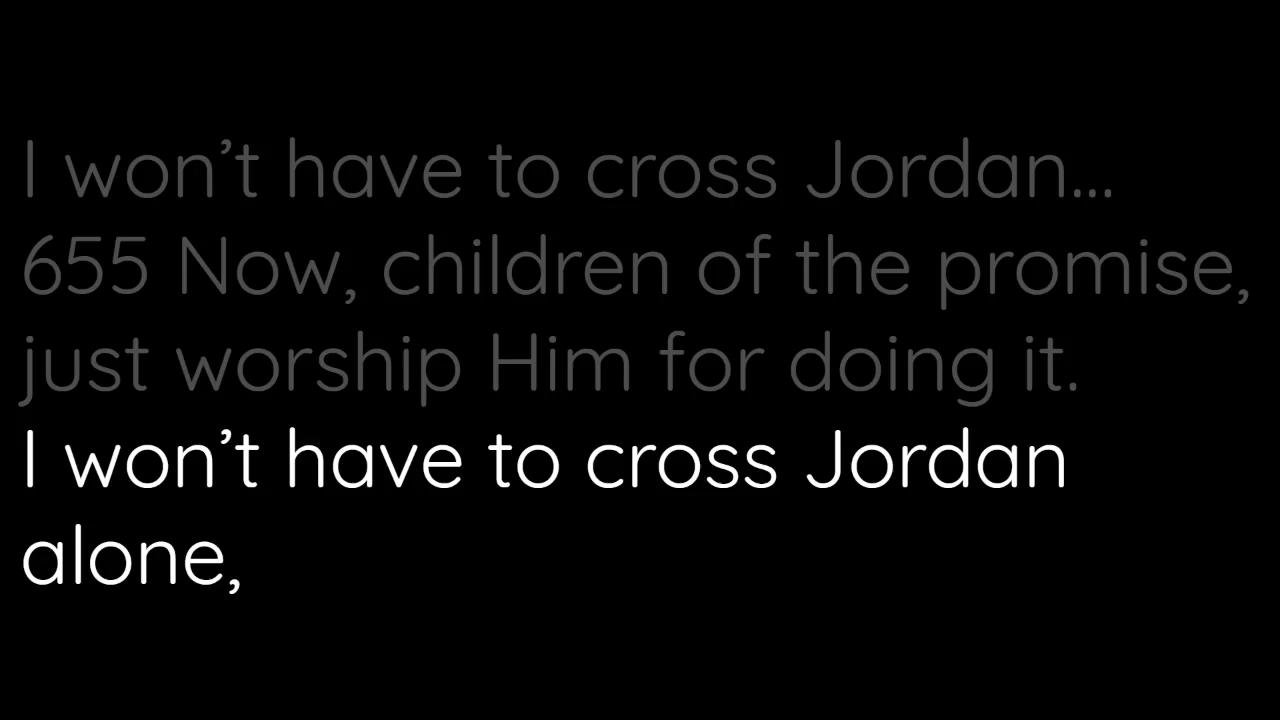 I won’t have to cross Jordan...
655 Now, children of the promise,
just worship Him for doing it.
I won’t have to cross Jordan
alone,